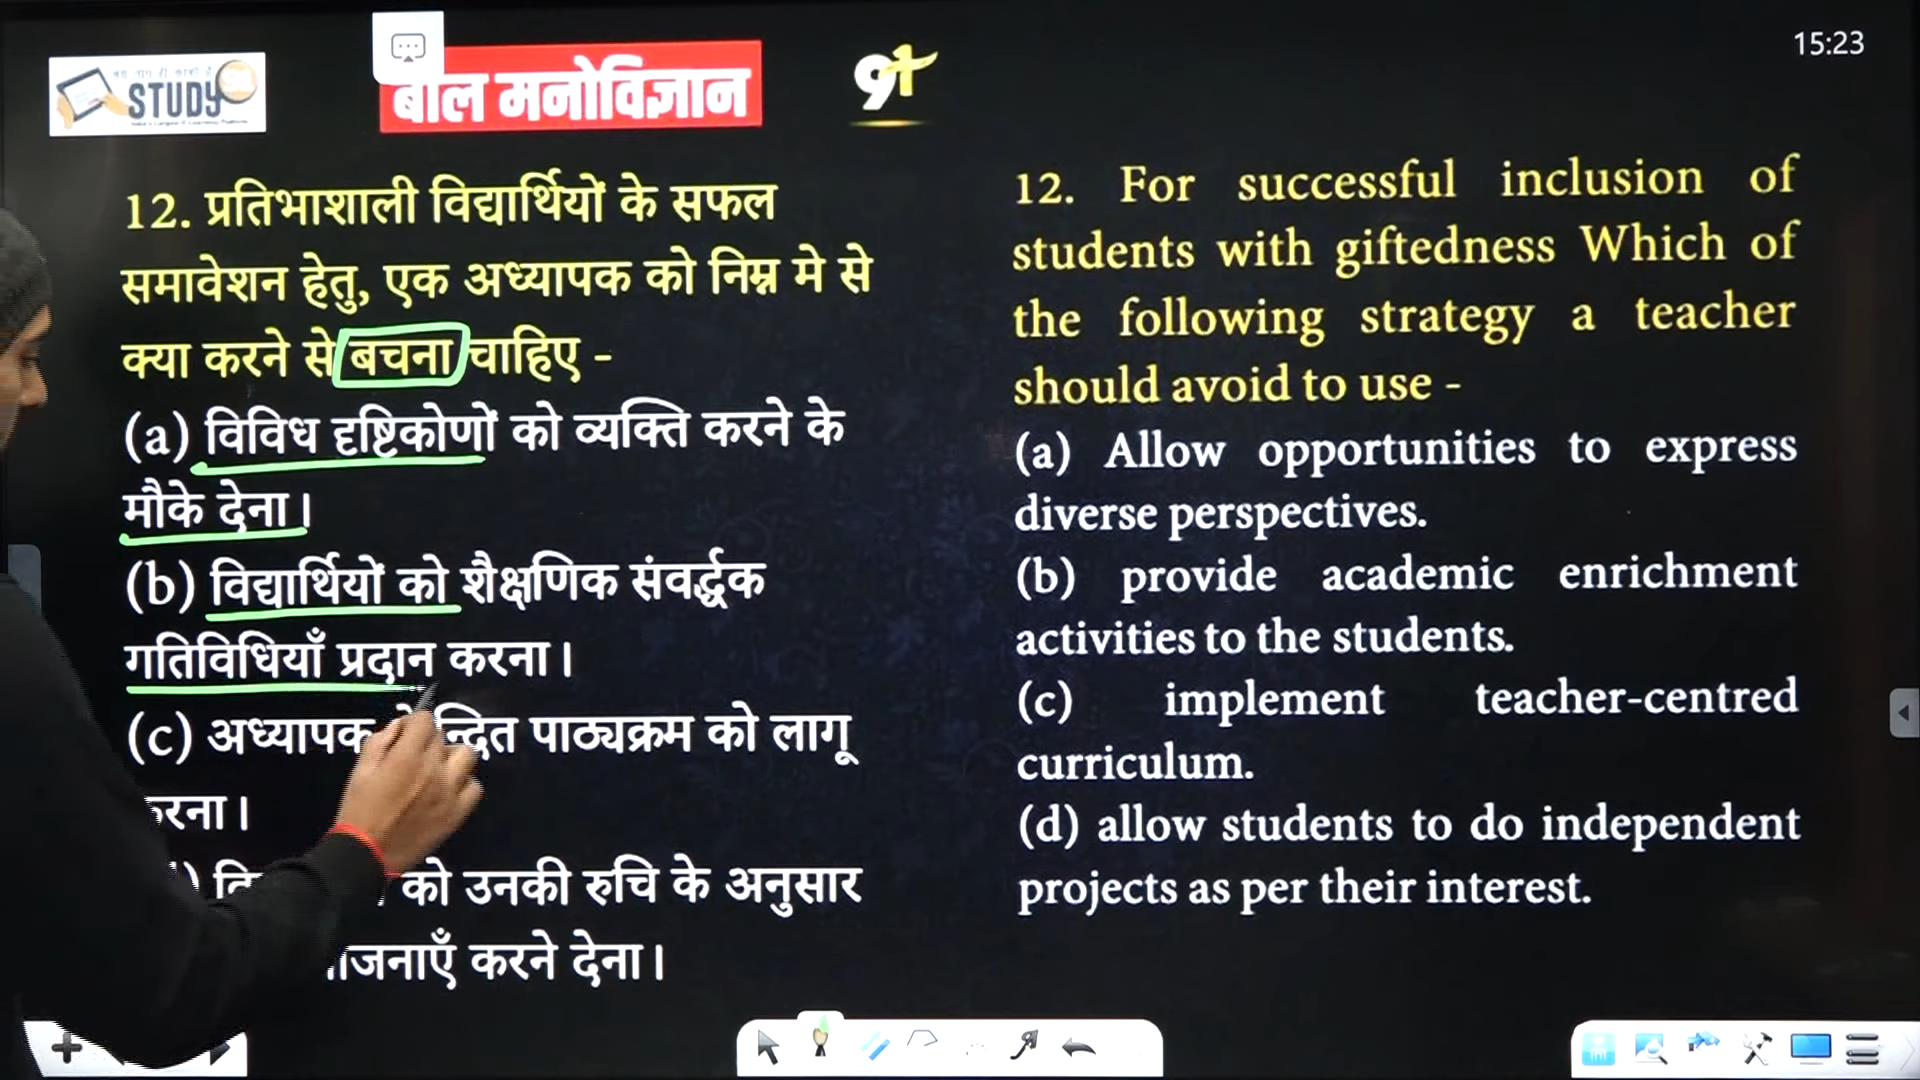 15:23
STUDY
91
बाल मनोविज्ञान
12. प्रतिभाशाली विद्यार्थियों के सफल
समावेशन हेतु, एक अध्यापक को निम्न मे से
क्या करने से बचना चाहिए -
(a) विविध दृष्टिकोणों को व्यक्ति करने के
मौके देना।
(b) विद्यार्थियों को शैक्षणिक संवर्द्धक
गतिविधियाँ प्रदान करना।
(c) अध्यापक पाठ्यक्रम को लागू
को उनकी रुचि के अनुसार
करने देना।
12. For successful inclusion of
students with giftedness Which of
the following strategy a teacher
should avoid to use -
(a) Allow opportunities to express
diverse perspectives.
(b) provide academic enrichment
activities to the students.
(c) implement teacher-centred
curriculum.
(d) allow students to do independent
projects as per their interest.